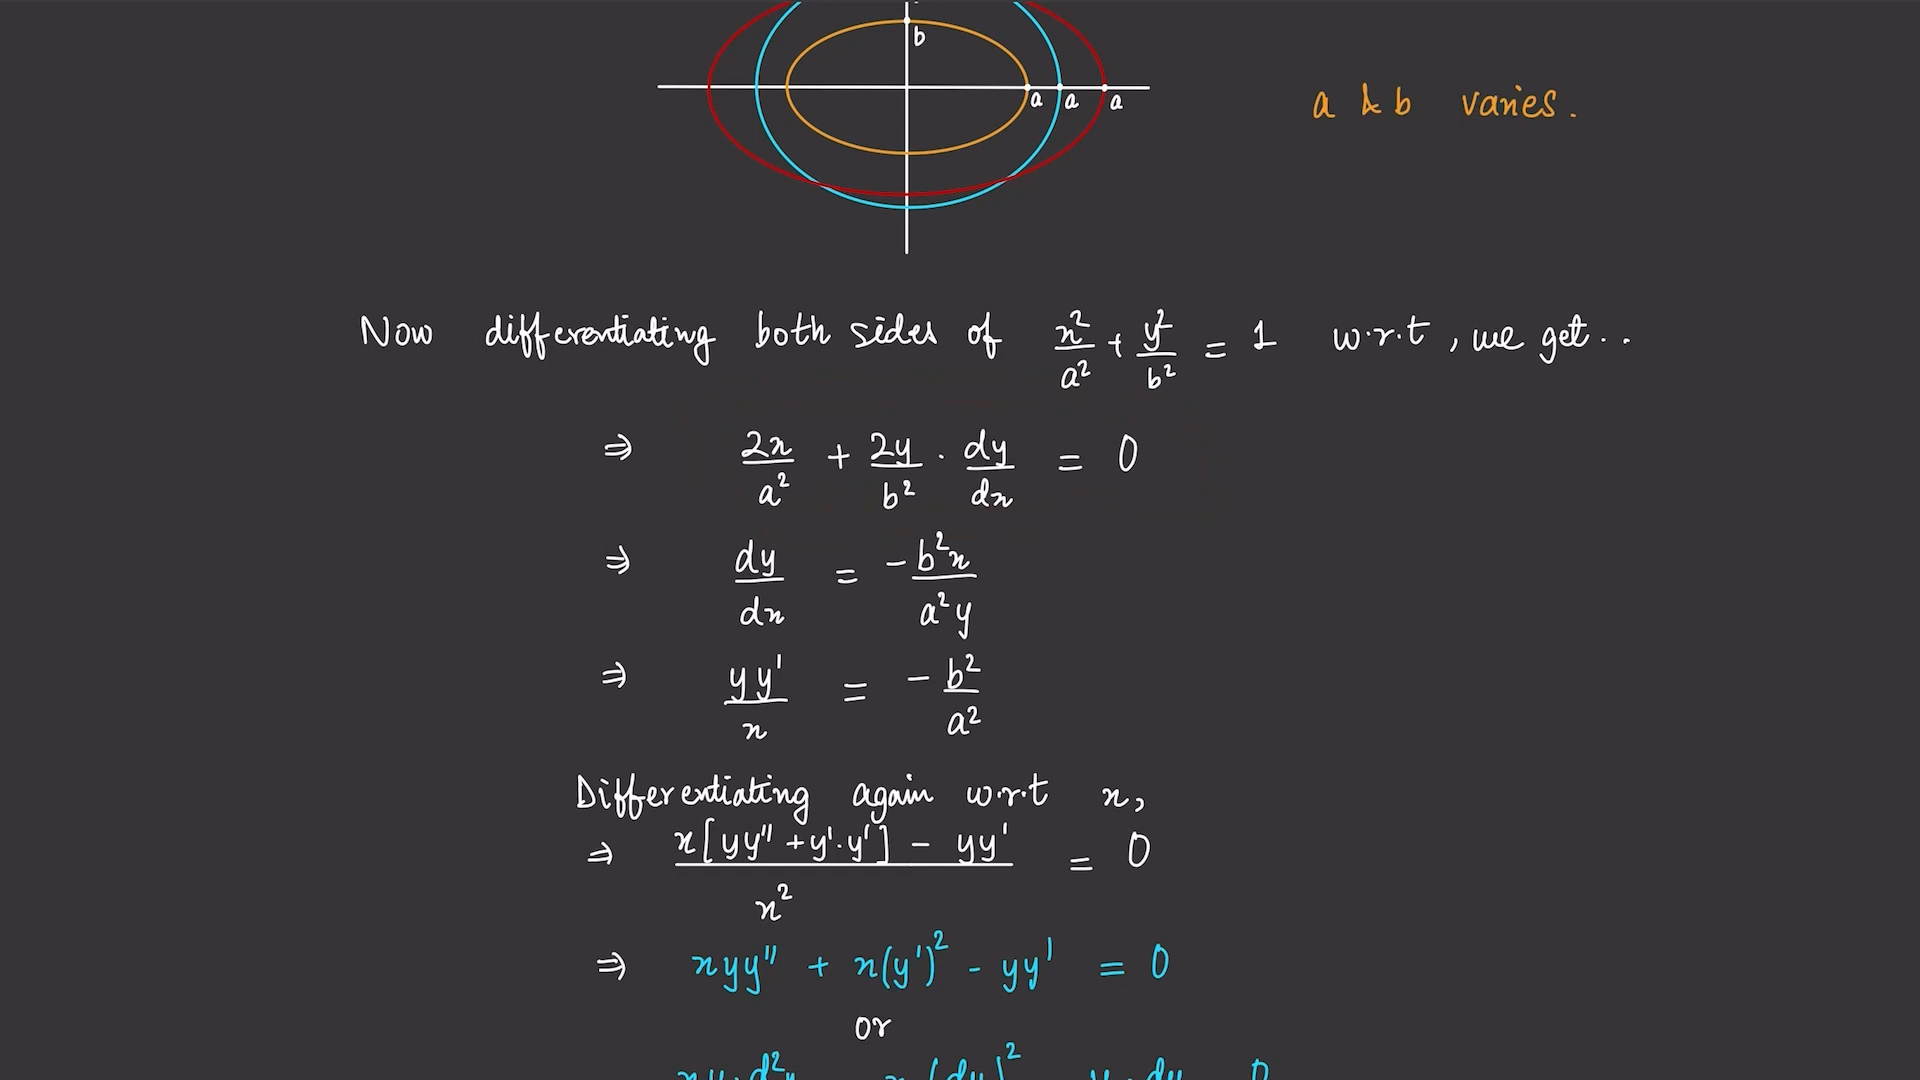 b
a a a
a & b varies.
Now differentiating both sides of x²/a² + y²/b² = 1 w.r.t , we get..
⇒ 2x/a² + 2y/b² · dy/dx = 0
⇒ dy/dx = -b²x/a²y
⇒ yy'/x = - b²/a²
Differentiating again w.r.t x,
⇒ x[yy'' + y'·y'] - yy'/x² = 0
⇒ xyy'' + x(y')² - yy' = 0
or